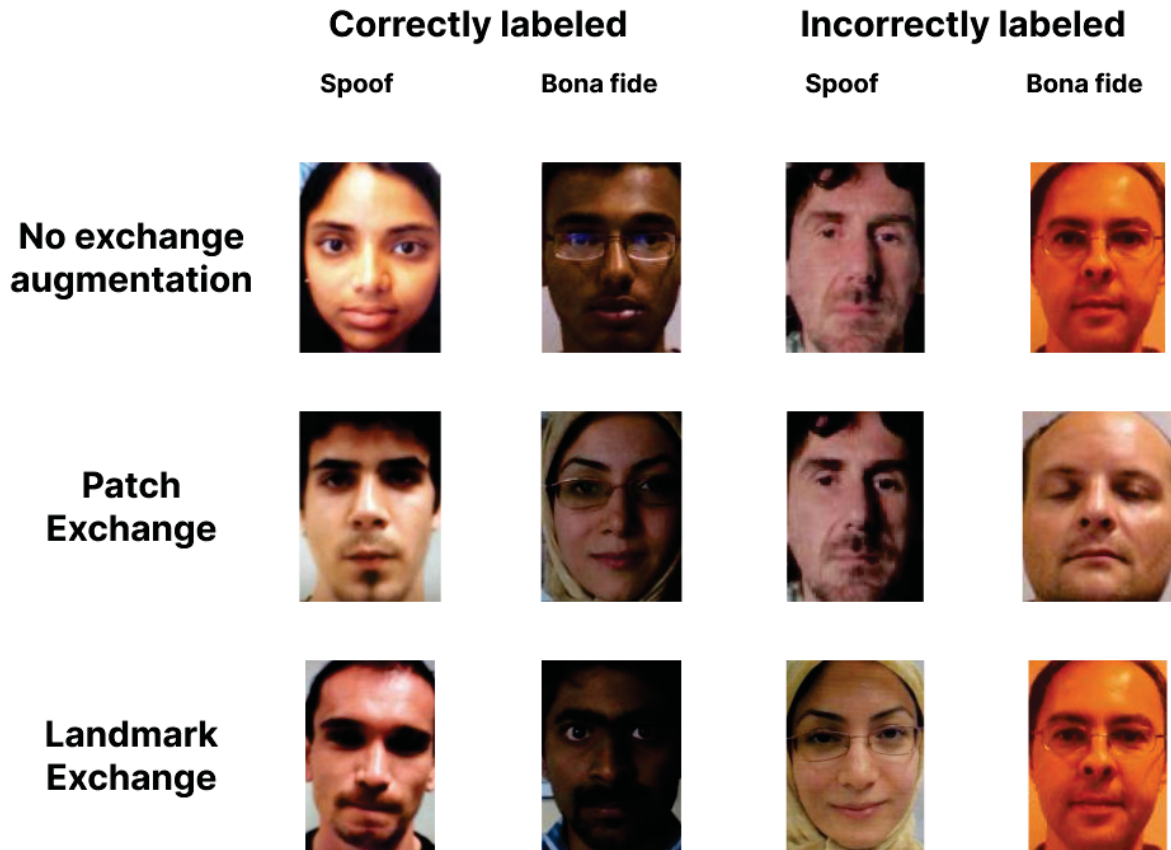 Correctly labeled
Incorrectly labeled
Spoof
Bona fide
Spoof
Bona fide
No exchange
augmentation
Patch
Exchange
Landmark
Exchange